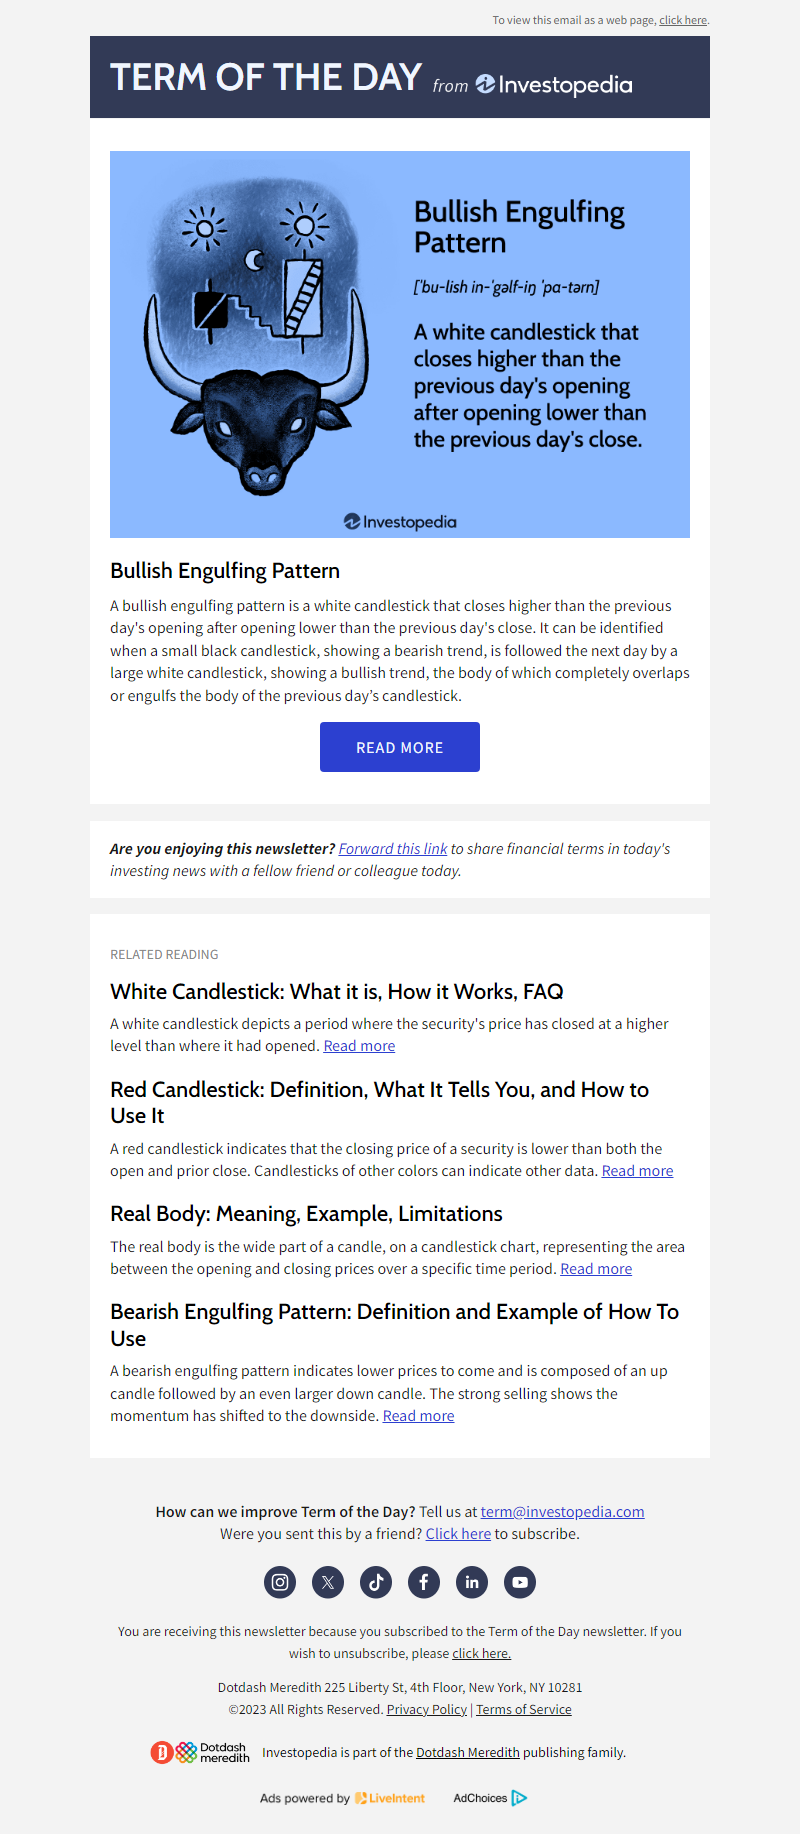 To view this email as a web page, click here.
TERM OF THE DAY from Investopedia
Bullish Engulfing
Pattern
['bu-lish in-'gəlf-iŋ 'pa-tərn]
A white candlestick that
closes higher than the
previous day's opening
after opening lower than
the previous day's close.
Investopedia
Bullish Engulfing Pattern
A bullish engulfing pattern is a white candlestick that closes higher than the previous
day's opening after opening lower than the previous day's close. It can be identified
when a small black candlestick, showing a bearish trend, is followed the next day by a
large white candlestick, showing a bullish trend, the body of which completely overlaps
or engulfs the body of the previous day’s candlestick.
READ MORE
Are you enjoying this newsletter? Forward this link to share financial terms in today's
investing news with a fellow friend or colleague today.
RELATED READING
White Candlestick: What it is, How it Works, FAQ
A white candlestick depicts a period where the security's price has closed at a higher
level than where it had opened. Read more
Red Candlestick: Definition, What It Tells You, and How to
Use It
A red candlestick indicates that the closing price of a security is lower than both the
open and prior close. Candlesticks of other colors can indicate other data. Read more
Real Body: Meaning, Example, Limitations
The real body is the wide part of a candle, on a candlestick chart, representing the area
between the opening and closing prices over a specific time period. Read more
Bearish Engulfing Pattern: Definition and Example of How To
Use
A bearish engulfing pattern indicates lower prices to come and is composed of an up
candle followed by an even larger down candle. The strong selling shows the
momentum has shifted to the downside. Read more
How can we improve Term of the Day? Tell us at term@investopedia.com
Were you sent this by a friend? Click here to subscribe.
You are receiving this newsletter because you subscribed to the Term of the Day newsletter. If you
wish to unsubscribe, please click here.
Dotdash Meredith 225 Liberty St, 4th Floor, New York, NY 10281
©2023 All Rights Reserved. Privacy Policy | Terms of Service
Dotdash
meredith
Investopedia is part of the Dotdash Meredith publishing family.
Ads powered by LiveIntent AdChoices